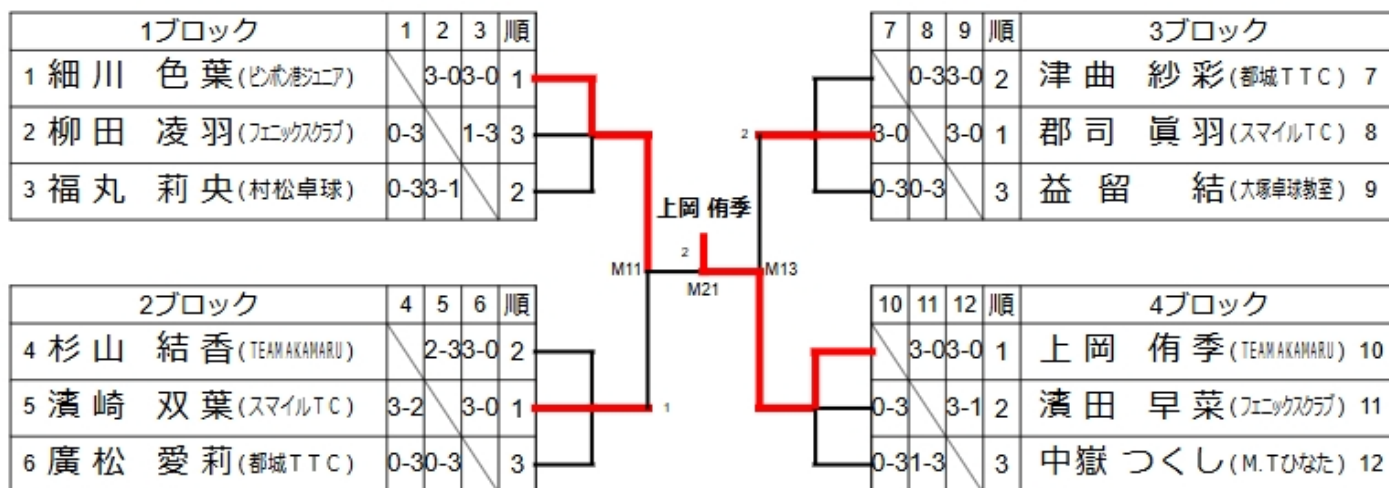 1ブロック 1 2 3 順
1 細川 色葉(ピンポン港ジュニア) 3-0 3-0 1
2 柳田 凌羽(フェニックスクラブ) 0-3 1-3 3
3 福丸 莉央(村松卓球) 0-3 3-1 2
7 8 9 順 3ブロック
0-3 3-0 2 津曲 紗彩(都城TTC) 7
3-0 3-0 1 郡司 眞羽(スマイルTC) 8
0-3 0-3 3 益留 結(大塚卓球教室) 9
2
上岡 侑季
2
M11
M13
M21
2ブロック 4 5 6 順
4 杉山 結香(TEAM AKAMARU) 2-3 3-0 2
5 濱崎 双葉(スマイルTC) 3-2 3-0 1
6 廣松 愛莉(都城TTC) 0-3 0-3 3
1
10 11 12 順 4ブロック
3-0 3-0 1 上岡 侑季(TEAM AKAMARU) 10
0-3 3-1 2 濱田 早菜(フェニックスクラブ) 11
0-3 1-3 3 中嶽 つくし(M.Tひなた) 12